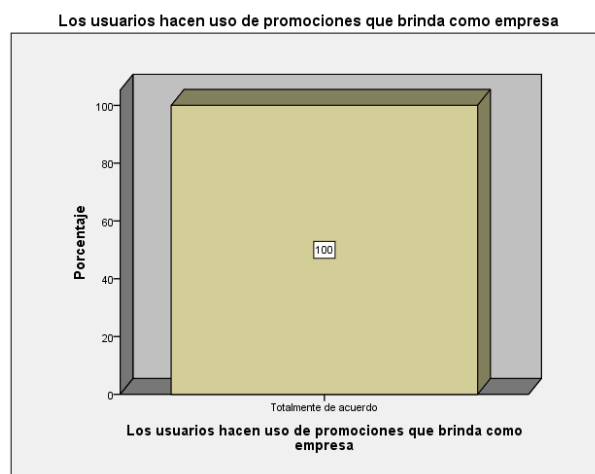 Los usuarios hacen uso de promociones que brinda como empresa
Porcentaje
100
80
60
40
20
0
100
Totalmente de acuerdo
Los usuarios hacen uso de promociones que brinda como
empresa